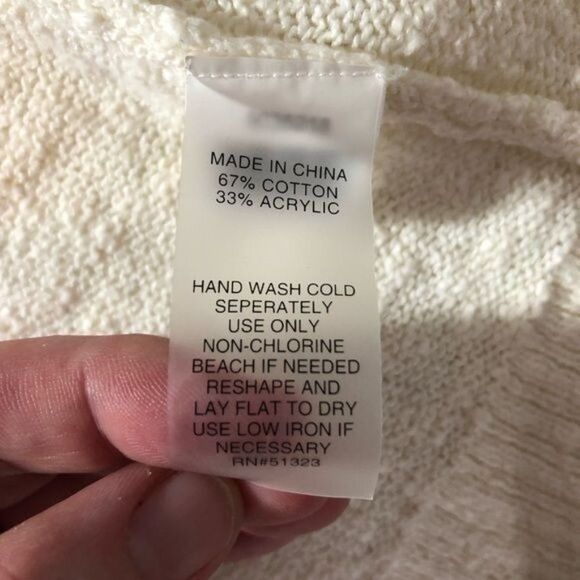 MADE IN CHINA
67% COTTON
33% ACRYLIC
HAND WASH COLD
SEPERATELY
USE ONLY
NON-CHLORINE
BEACH IF NEEDED
RESHAPE AND
LAY FLAT TO DRY
USE LOW IRON IF
NECESSARY
RN#51323